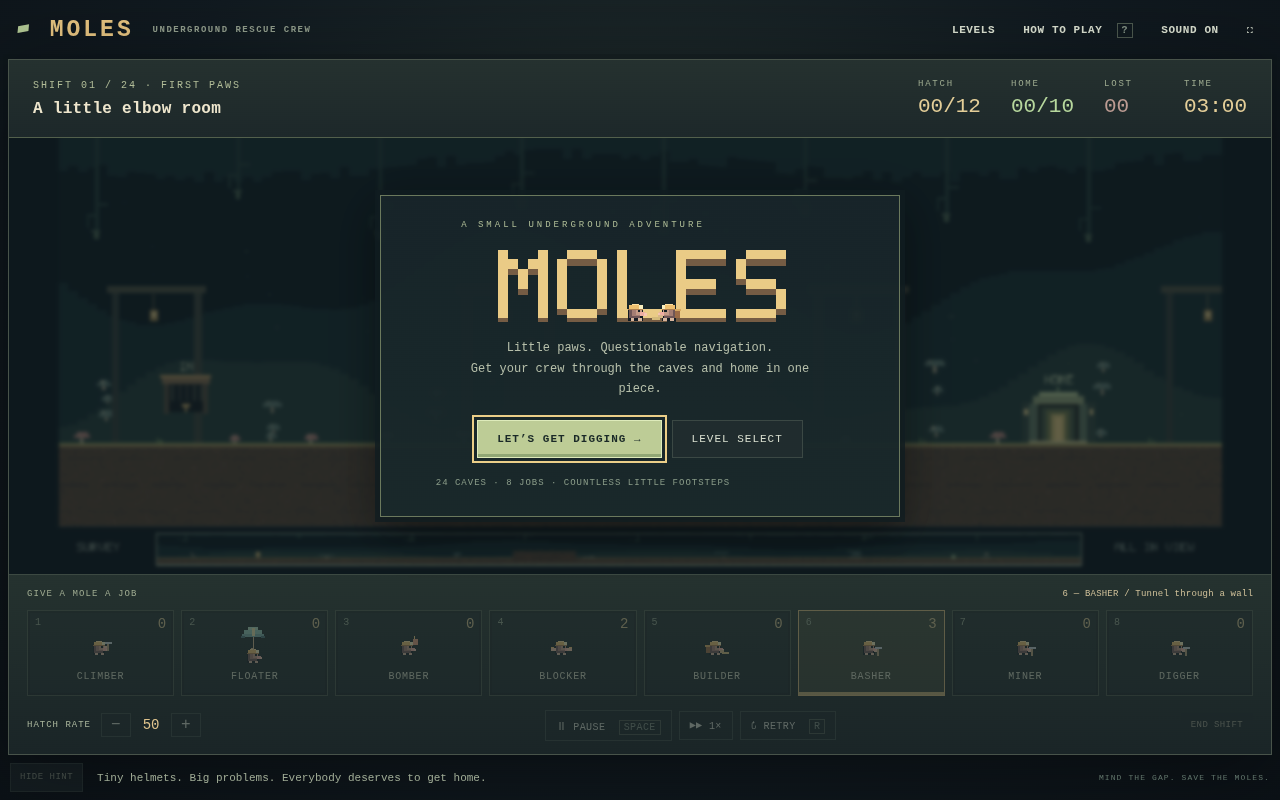 MOLES
UNDERGROUND RESCUE CREW
LEVELS
HOW TO PLAY ?
SOUND ON
SHIFT 01 / 24 · FIRST PAWS
A little elbow room
HATCH
00/12
HOME
00/10
LOST
00
TIME
03:00
A SMALL UNDERGROUND ADVENTURE
MOLES
Little paws. Questionable navigation.
Get your crew through the caves and home in one
piece.
LET’S GET DIGGING →
LEVEL SELECT
24 CAVES · 8 JOBS · COUNTLESS LITTLE FOOTSTEPS
HOME
SURVEY
ALL IN VIEW
GIVE A MOLE A JOB
6 — BASHER / Tunnel through a wall
1 0
CLIMBER
2 0
FLOATER
3 0
BOMBER
4 2
BLOCKER
5 0
BUILDER
6 3
BASHER
7 0
MINER
8 0
DIGGER
HATCH RATE − 50 +
PAUSE SPACE
▶▶ 1×
↻ RETRY R
END SHIFT
HIDE HINT
Tiny helmets. Big problems. Everybody deserves to get home.
MIND THE GAP. SAVE THE MOLES.